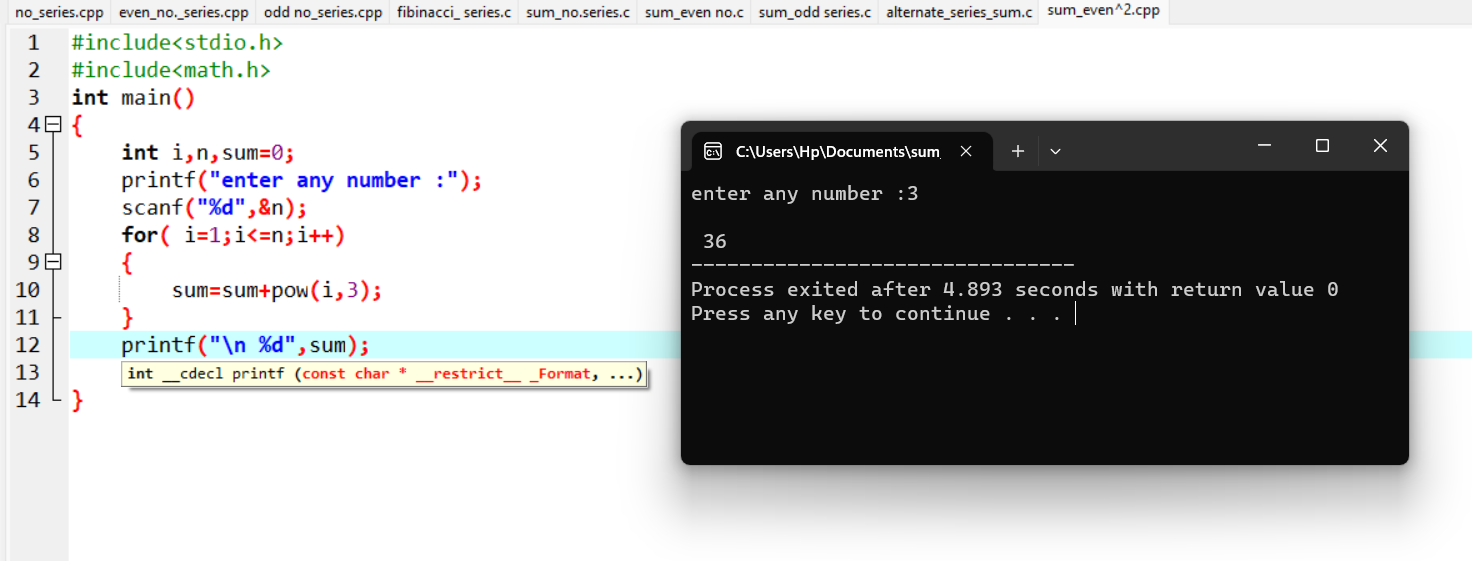 no_series.cpp even_no._series.cpp odd no_series.cpp fibinacci_ series.c sum_no.series.c sum_even no.c sum_odd series.c alternate_series_sum.c sum_even^2.cpp
1 #include<stdio.h>
2 #include<math.h>
3 int main()
4 {
5 int i,n,sum=0;
6 printf("enter any number :");
7 scanf("%d",&n);
8 for( i=1;i<=n;i++)
9 {
10 sum=sum+pow(i,3);
11 }
12 printf("\n %d",sum);
13 int __cdecl printf (const char * __restrict__ _Format, ...)
14 }
C:\Users\Hp\Documents\sum
enter any number :3
36
--------------------------------
Process exited after 4.893 seconds with return value 0
Press any key to continue . . .